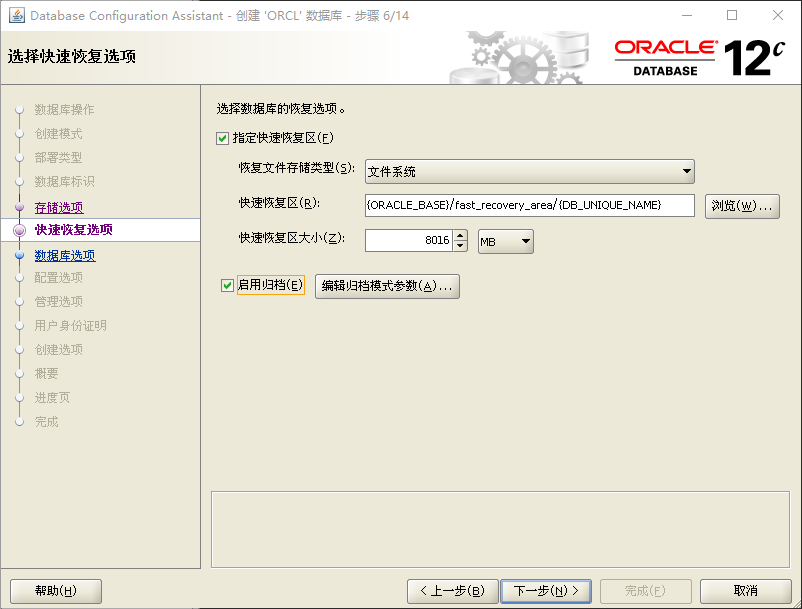 Database Configuration Assistant - 创建 'ORCL' 数据库 - 步骤 6/14
选择快速恢复选项
ORACLE®
DATABASE
12c
数据库操作
创建模式
部署类型
数据库标识
存储选项
快速恢复选项
数据库选项
配置选项
管理选项
用户身份证明
创建选项
概要
进度页
完成
选择数据库的恢复选项。
指定快速恢复区(F)
恢复文件存储类型(S): 文件系统
快速恢复区(R): {ORACLE_BASE}/fast_recovery_area/{DB_UNIQUE_NAME} 浏览(W)...
快速恢复区大小(Z): 8016 MB
启用归档(E) 编辑归档模式参数(A)...
帮助(H) <上一步(B) 下一步(N)> 完成(F) 取消